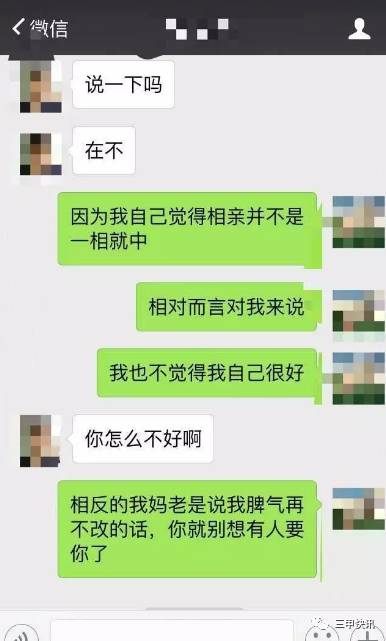 微信
说一下吗
在不
因为我自己觉得相亲并不是
一相就中
相对而言对我来说
我也不觉得我自己很好
你怎么不好啊
相反的我妈老是说我脾气再
不改的话，你就别想有人要
你了
三甲快讯